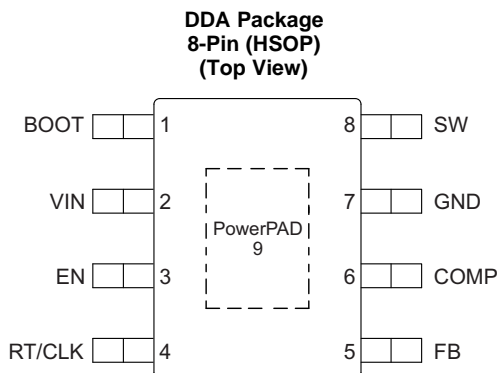 DDA Package
8-Pin (HSOP)
(Top View)
BOOT 1 8 SW
VIN 2 7 GND
PowerPAD
9
EN 3 6 COMP
RT/CLK 4 5 FB